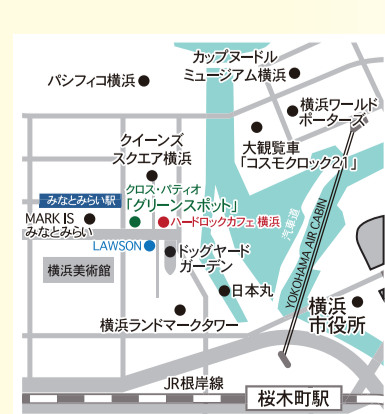 カップヌードル
ミュージアム横浜
パシフィコ横浜
横浜ワールド
ポーターズ
クイーンズ
スクエア横浜
大観覧車
「コスモクロック21」
みなとみらい駅
クロス・パティオ
「グリーンスポット」
MARK IS
みなとみらい
ハードロックカフェ 横浜
汽車道
YOKOHAMA AIR CABIN
LAWSON
ドッグヤード
ガーデン
横浜美術館
日本丸
横浜
市役所
横浜ランドマークタワー
JR根岸線
桜木町駅